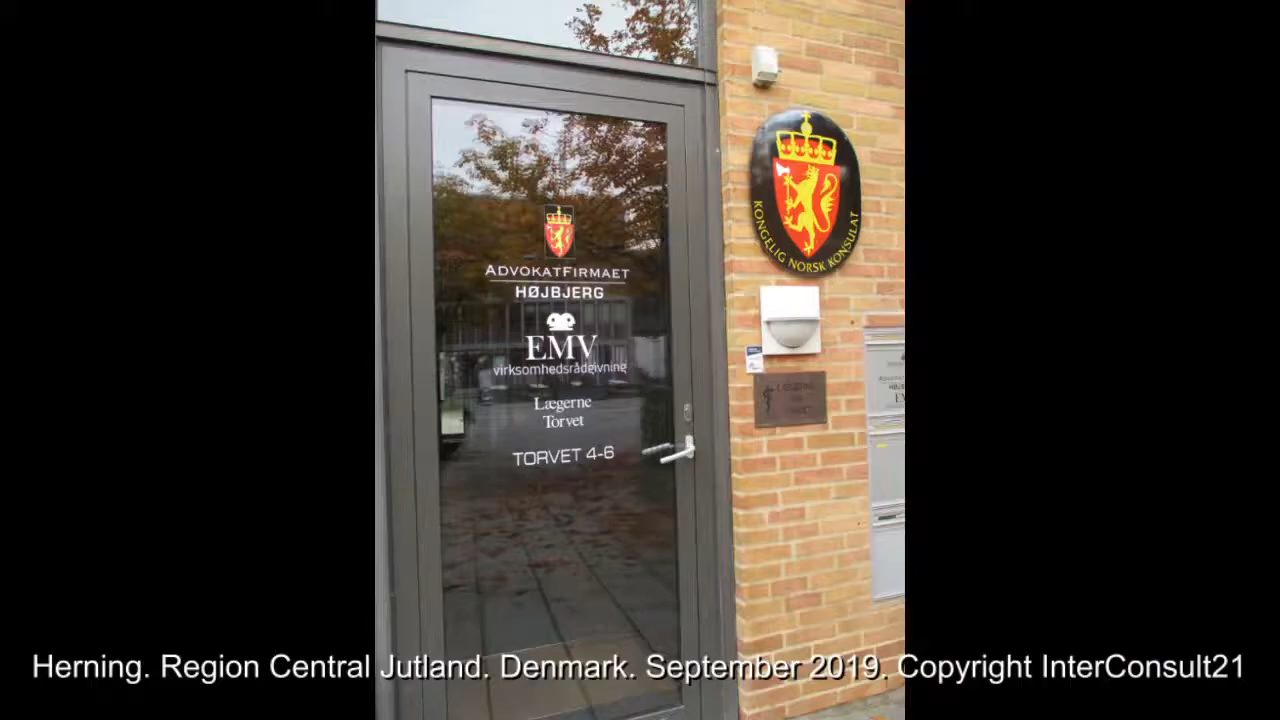 ADVOKATFIRMAET
HØJBJERG
EMV
virksomhedsrådgivning
Lægerne
Torvet
TORVET 4-6
KONGELIG NORSK KONSULAT
LÆGERNE
Herning. Region Central Jutland. Denmark. September 2019. Copyright InterConsult21